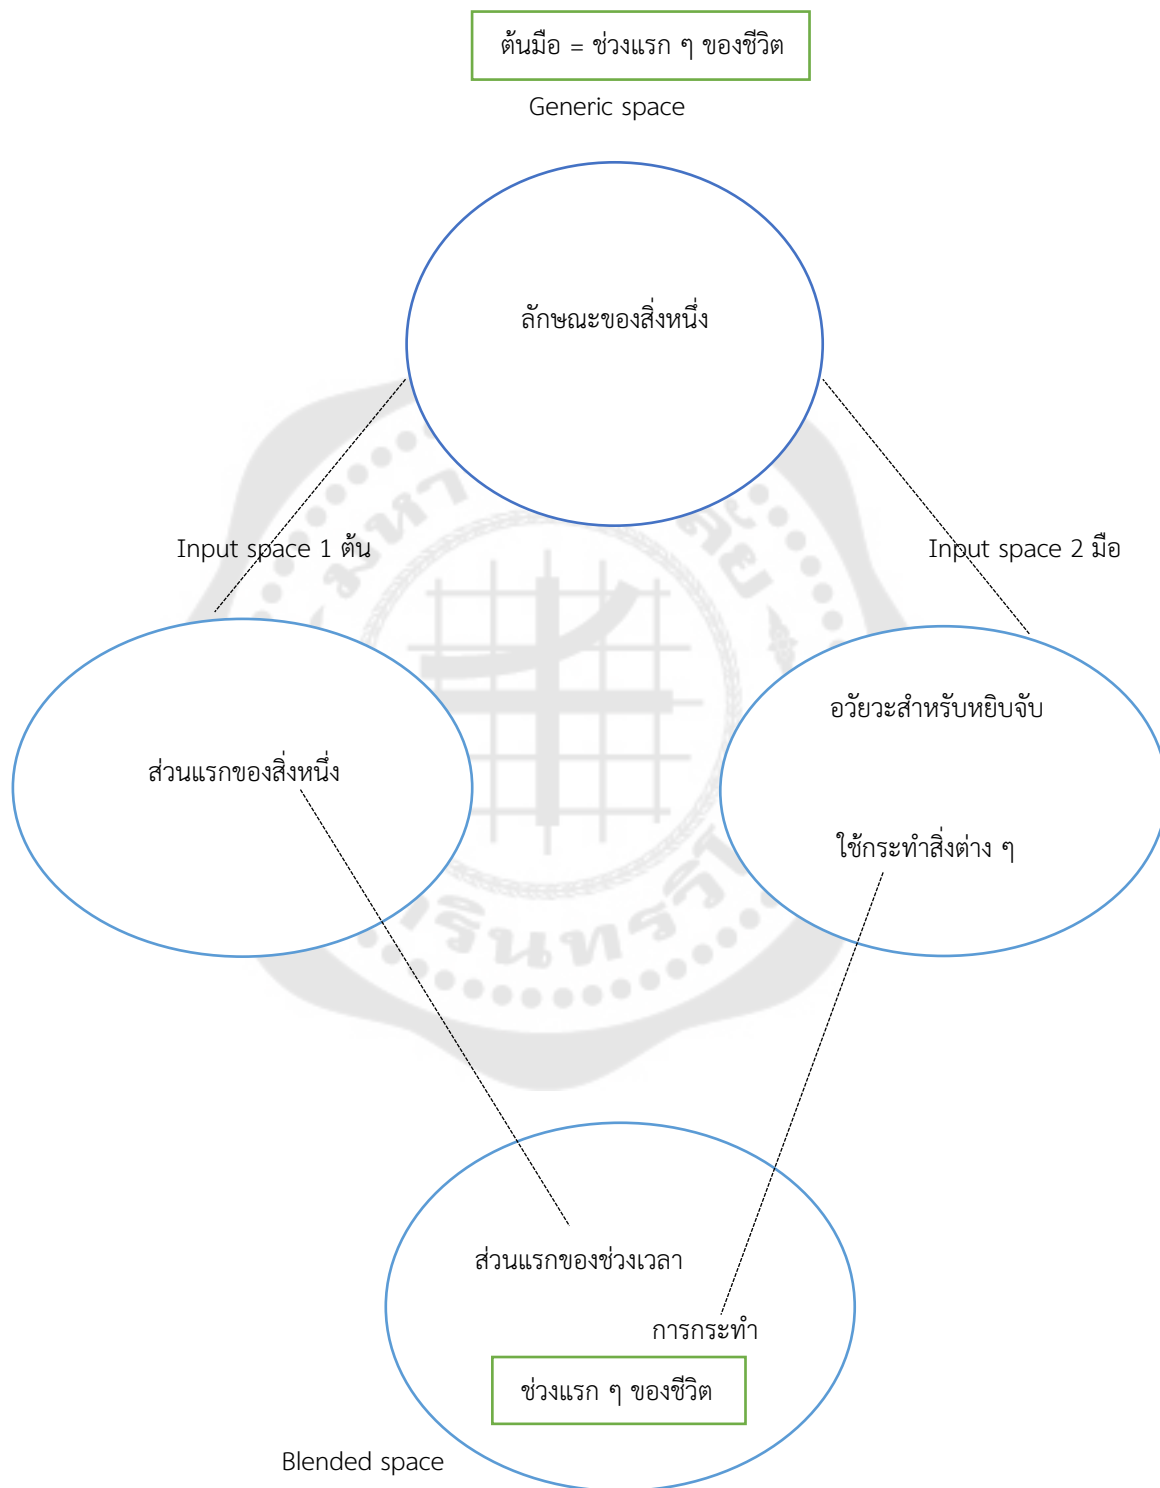 ต้นมือ = ช่วงแรก ๆ ของชีวิต
Generic space
ลักษณะของสิ่งหนึ่ง
Input space 1 ต้น
Input space 2 มือ
อวัยวะสำหรับหยิบจับ
ส่วนแรกของสิ่งหนึ่ง
ใช้กระทำสิ่งต่าง ๆ
ส่วนแรกของช่วงเวลา
การกระทำ
ช่วงแรก ๆ ของชีวิต
Blended space